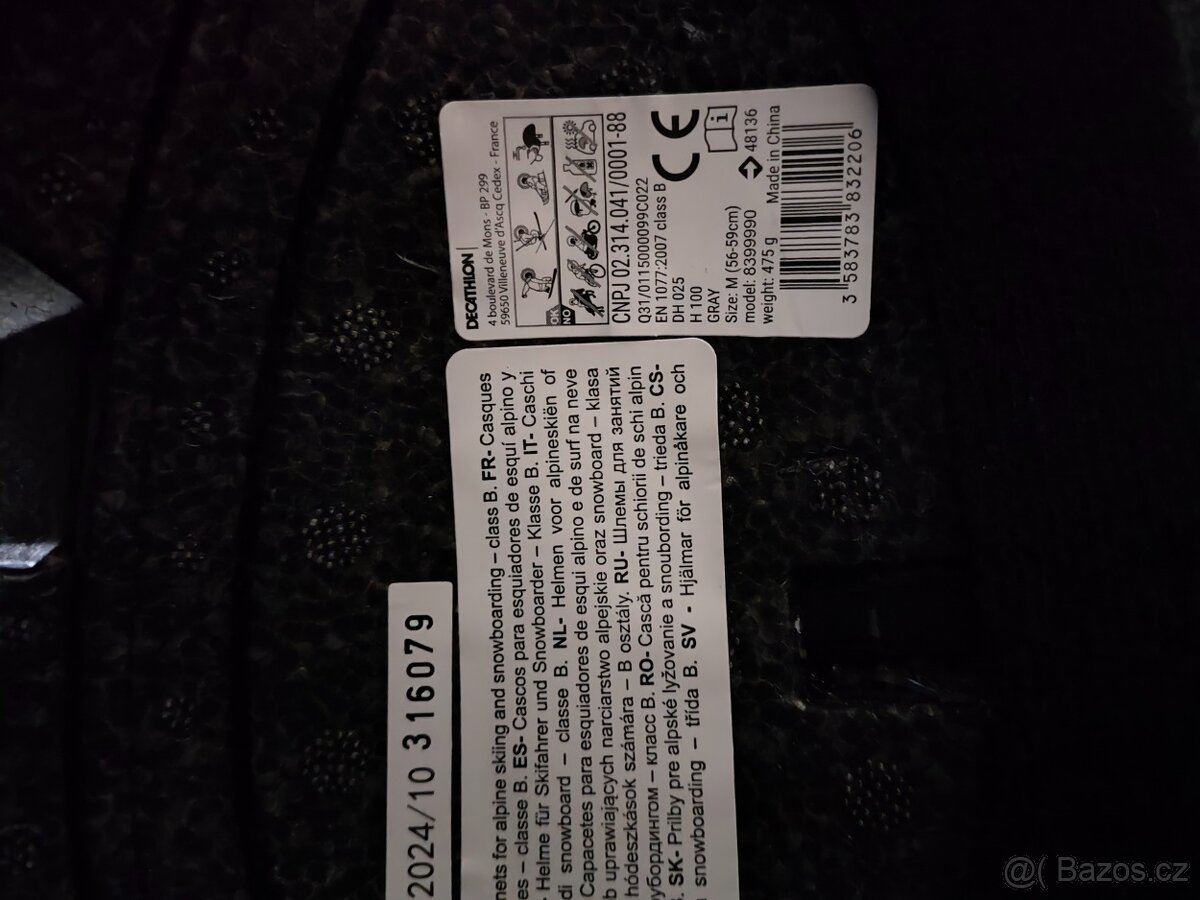 DECATHLON
4 boulevard de Mons - BP 299
59650 Villeneuve d'Ascq Cedex - France
OK
NO
CNPJ 02.314.041/0001-88
Q31/0115000099C022
EN 1077:2007 class B
DH 025
H 100
GRAY
Size: M (56-59cm)
model: 8399990
weight: 475 g
CE
i
48136
Made in China
3 583783 832206
nets for alpine skiing and snowboarding – class B. FR- Casques
es – classe B. ES- Cascos para esquiadores de esquí alpino y
- Helme für Skifahrer und Snowboarder – Klasse B. IT- Caschi
di snowboard – classe B. NL- Helmen voor alpineskiën of
Capacetes para esquiadores de esqui alpino e de surf na neve
b uprawiających narciarstwo alpejskie oraz snowboard – klasa
hódeszkások számára – B osztály. RU- Шлемы для занятий
убордингом – класс B. RO- Cască pentru schiorii de schi alpin
. SK- Prilby pre alpské lyžovanie a snoubording – trieda B. CS-
snowboarding – třída B. SV - Hjälmar för alpinåkare och
2024/10 316079
@( Bazos.cz